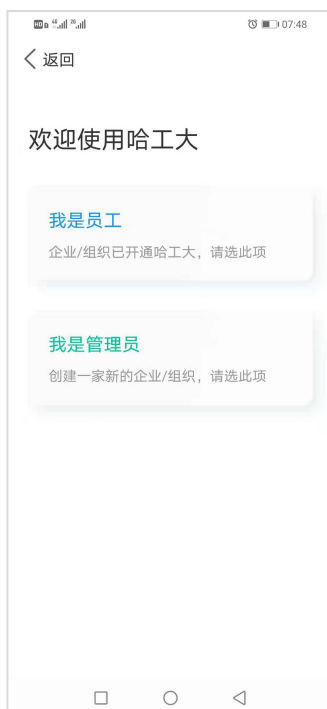 07:48
返回
欢迎使用哈工大
我是员工
企业/组织已开通哈工大，请选此项
我是管理员
创建一家新的企业/组织，请选此项